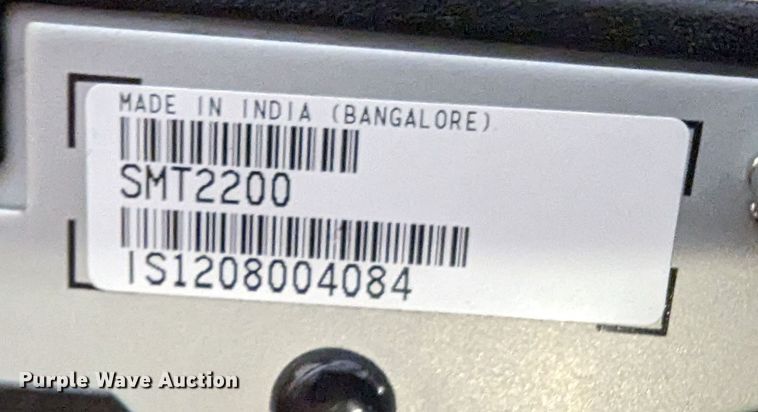 MADE IN INDIA (BANGALORE)
SMT2200
IS1208004084
Purple Wave Auction